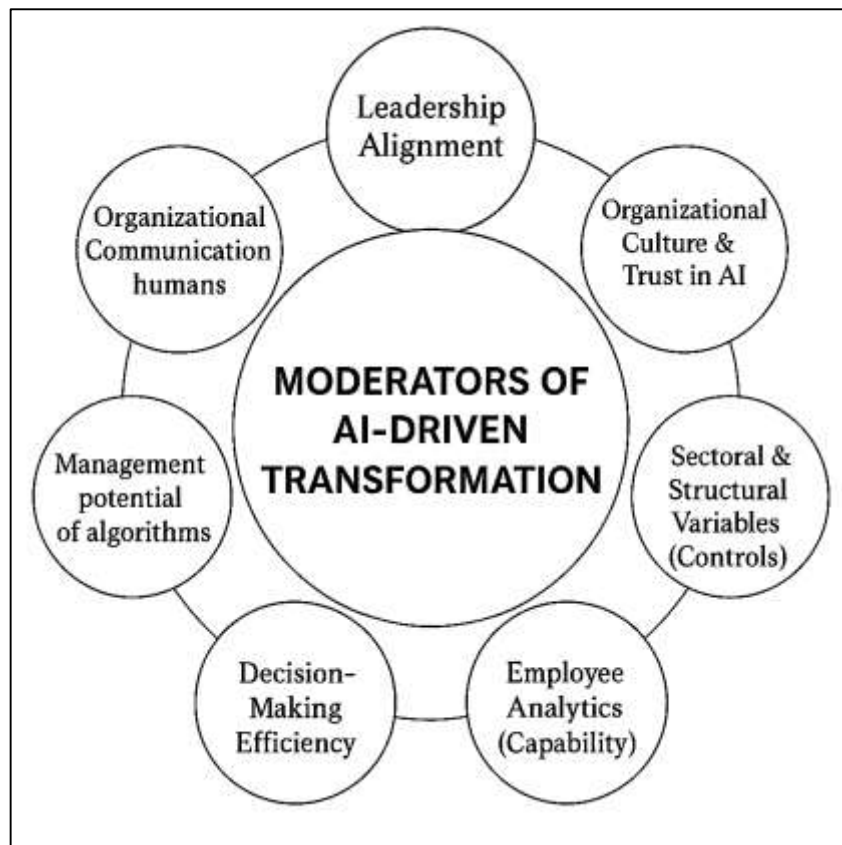 Leadership
Alignment
Organizational
Culture &
Trust in AI
Sectoral &
Structural
Variables
(Controls)
Employee
Analytics
(Capability)
Decision-
Making
Efficiency
Management
potential
of algorithms
Organizational
Communication
humans
MODERATORS OF
AI-DRIVEN
TRANSFORMATION